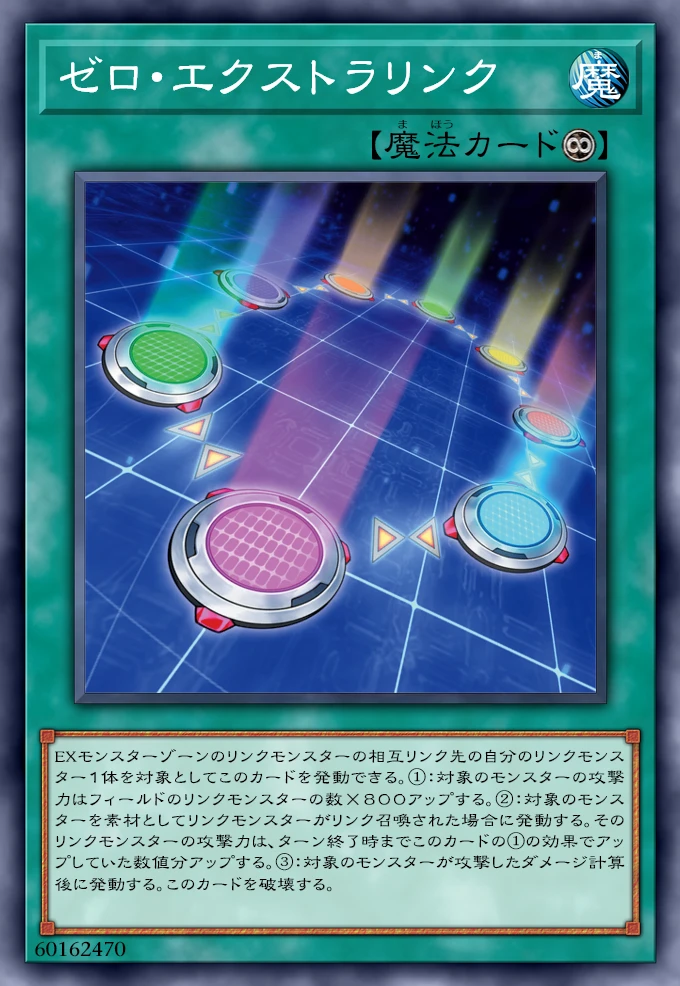 ゼロ・エクストラリンク
魔
ま
ま ほう
【魔法カード♾】
EXモンスターゾーンのリンクモンスターの相互リンク先の自分のリンクモンス
ター1体を対象としてこのカードを発動できる。①：対象のモンスターの攻撃
力はフィールドのリンクモンスターの数×800アップする。②：対象のモンス
ターを素材としてリンクモンスターがリンク召喚された場合に発動する。その
リンクモンスターの攻撃力は、ターン終了時までこのカードの①の効果でアッ
プしていた数値分アップする。③：対象のモンスターが攻撃したダメージ計算
後に発動する。このカードを破壊する。
60162470